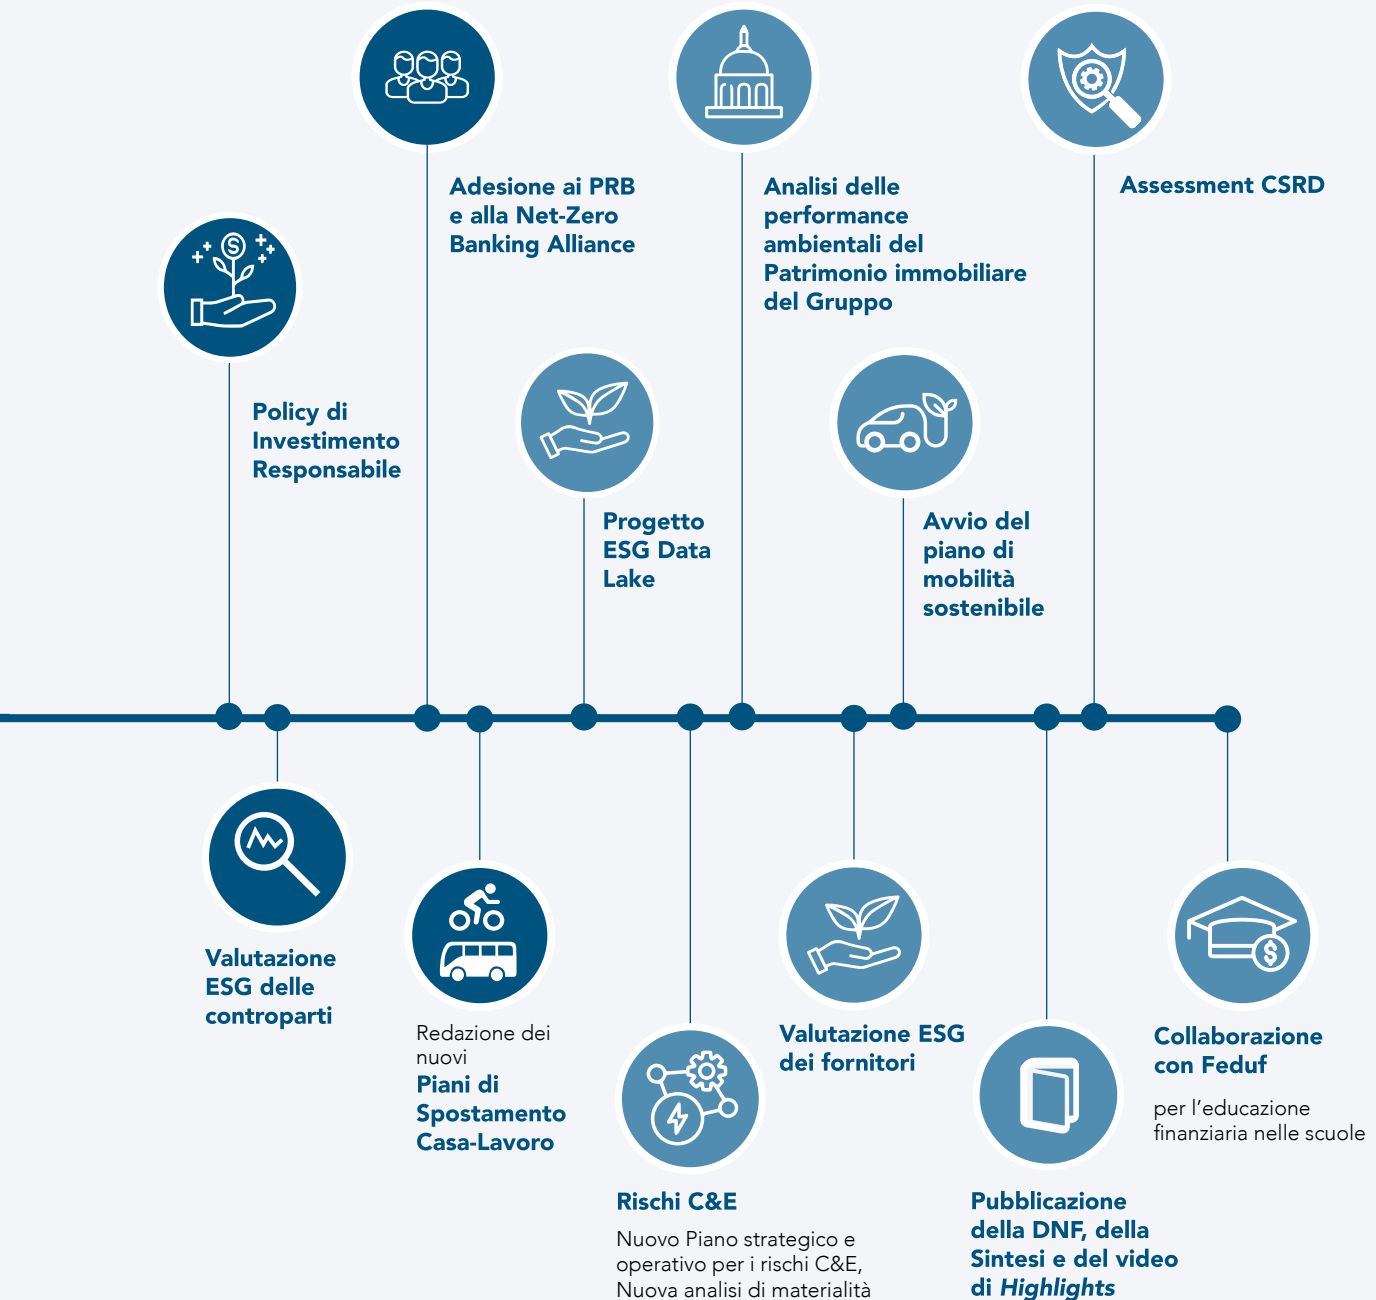 Adesione ai PRB
e alla Net-Zero
Banking Alliance
Analisi delle
performance
ambientali del
Patrimonio immobiliare
del Gruppo
Assessment CSRD
Policy di
Investimento
Responsabile
Progetto
ESG Data
Lake
Avvio del
piano di
mobilità
sostenibile
Valutazione
ESG delle
controparti
Redazione dei
nuovi
Piani di
Spostamento
Casa-Lavoro
Rischi C&E
Nuovo Piano strategico e
operativo per i rischi C&E,
Nuova analisi di materialità
Valutazione ESG
dei fornitori
Pubblicazione
della DNF, della
Sintesi e del video
di Highlights
Collaborazione
con Feduf
per l'educazione
finanziaria nelle scuole